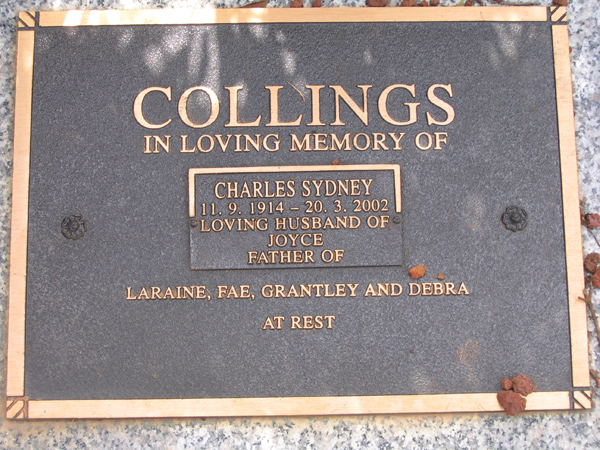 COLLINGS
IN LOVING MEMORY OF
CHARLES SYDNEY
11. 9. 1914 – 20. 3. 2002
LOVING HUSBAND OF
JOYCE
FATHER OF
LARAINE, FAE, GRANTLEY AND DEBRA
AT REST